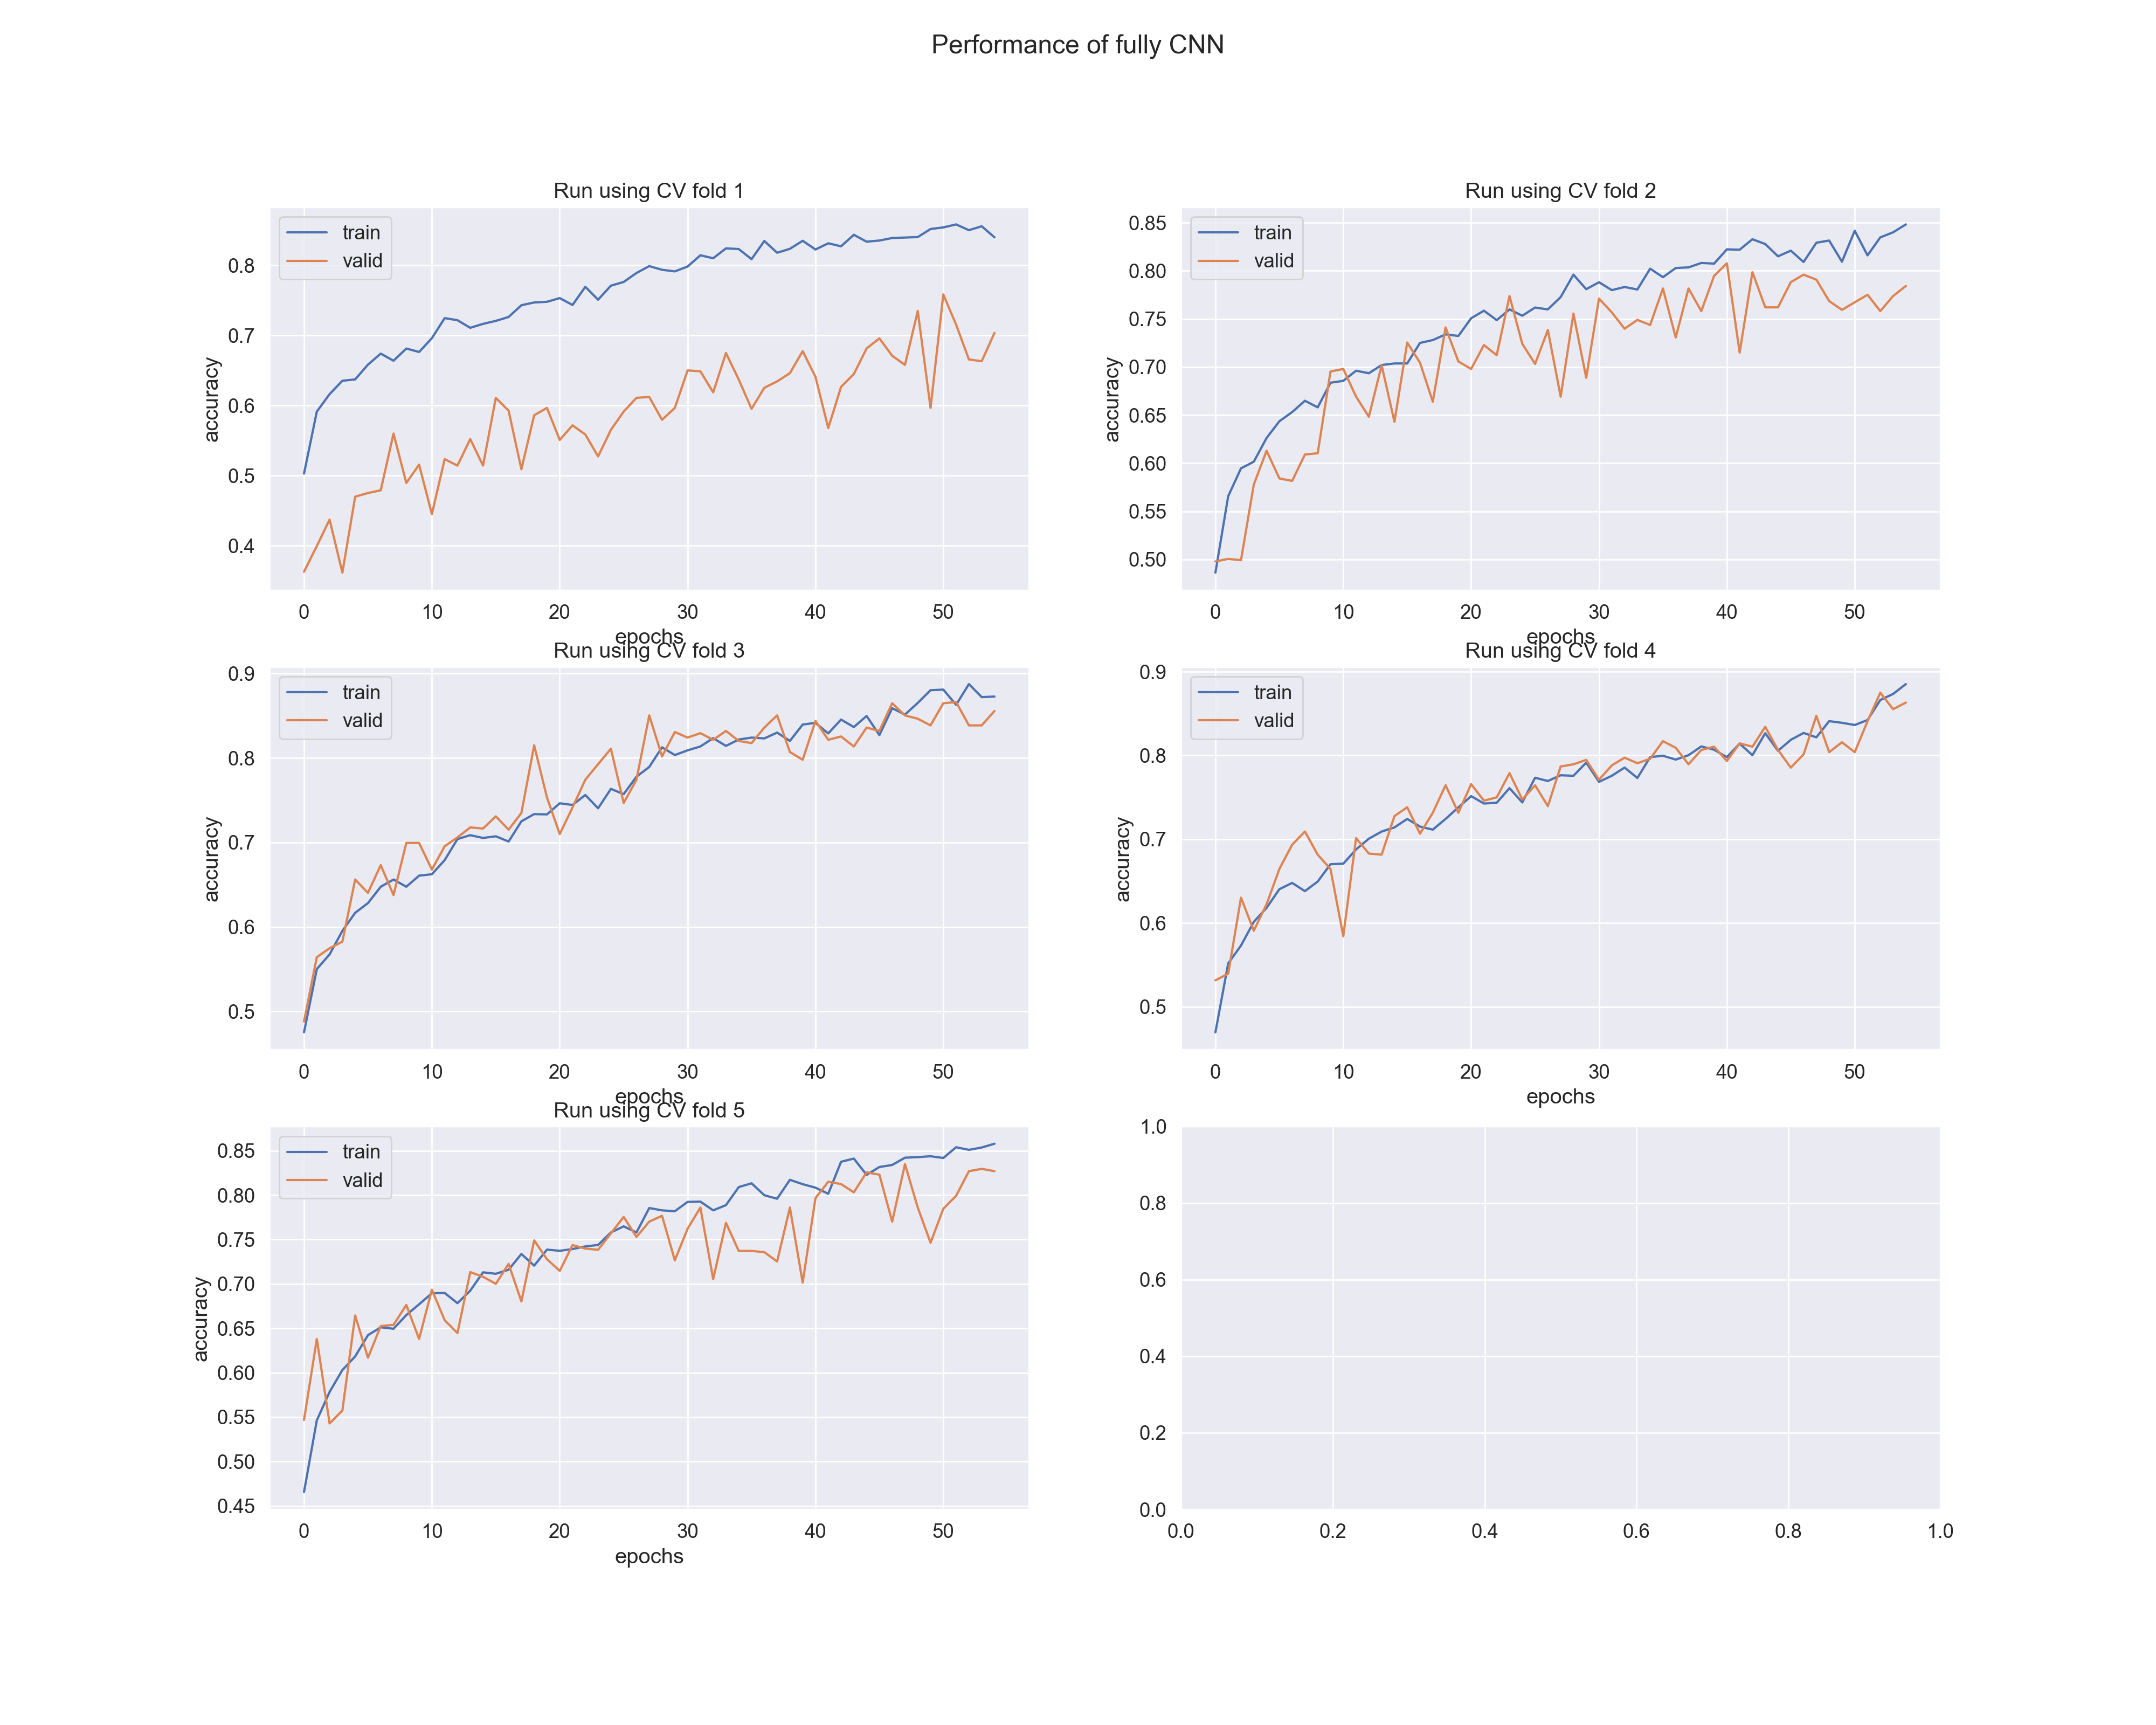 Performance of fully CNN
Run using CV fold 1
train
valid
accuracy
0.8
0.7
0.6
0.5
0.4
0 10 20 30 40 50
epochs
Run using CV fold 2
train
valid
accuracy
0.85
0.80
0.75
0.70
0.65
0.60
0.55
0.50
0 10 20 30 40 50
epochs
Run using CV fold 3
train
valid
accuracy
0.9
0.8
0.7
0.6
0.5
0 10 20 30 40 50
epochs
Run using CV fold 4
train
valid
accuracy
0.9
0.8
0.7
0.6
0.5
0 10 20 30 40 50
epochs
Run using CV fold 5
train
valid
accuracy
0.85
0.80
0.75
0.70
0.65
0.60
0.55
0.50
0.45
0 10 20 30 40 50
epochs
1.0
0.8
0.6
0.4
0.2
0.0
0.0 0.2 0.4 0.6 0.8 1.0